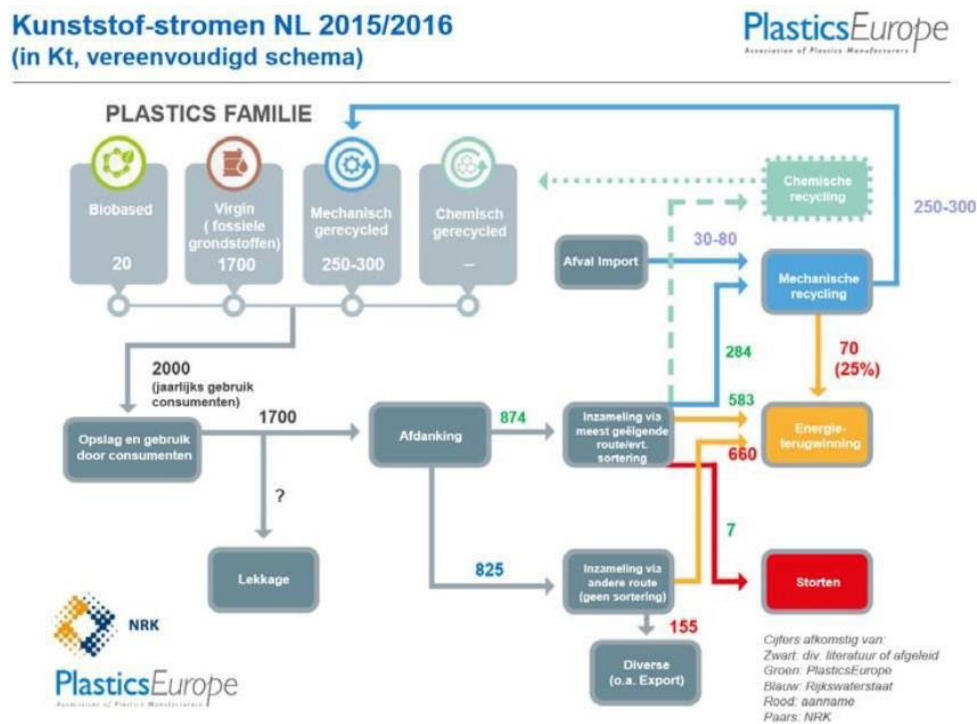 Kunststof-stromen NL 2015/2016
(in Kt, vereenvoudigd schema)
PlasticsEurope
Association of Plastics Manufacturers
PLASTICS FAMILIE
Biobased
20
Virgin
( fossiele
grondstoffen)
1700
Mechanisch
gerecycled
250-300
Chemisch
gerecycled
–
Chemische
recycling
250-300
Afval Import
30-80
Mechanische
recycling
284
70
(25%)
2000
(jaarlijks gebruik
consumenten)
Opslag en gebruik
door consumenten
1700
Afdanking
874
Inzameling via
meest geëigende
route/evt.
sortering
583
660
Energie-
terugwinning
?
7
Lekkage
825
Inzameling via
andere route
(geen sortering)
Storten
155
Diverse
(o.a. Export)
NRK
PlasticsEurope
Association of Plastics Manufacturers
Cijfers afkomstig van:
Zwart: div. literatuur of afgeleid
Groen: PlasticsEurope
Blauw: Rijkswaterstaat
Rood: aanname
Paars: NRK